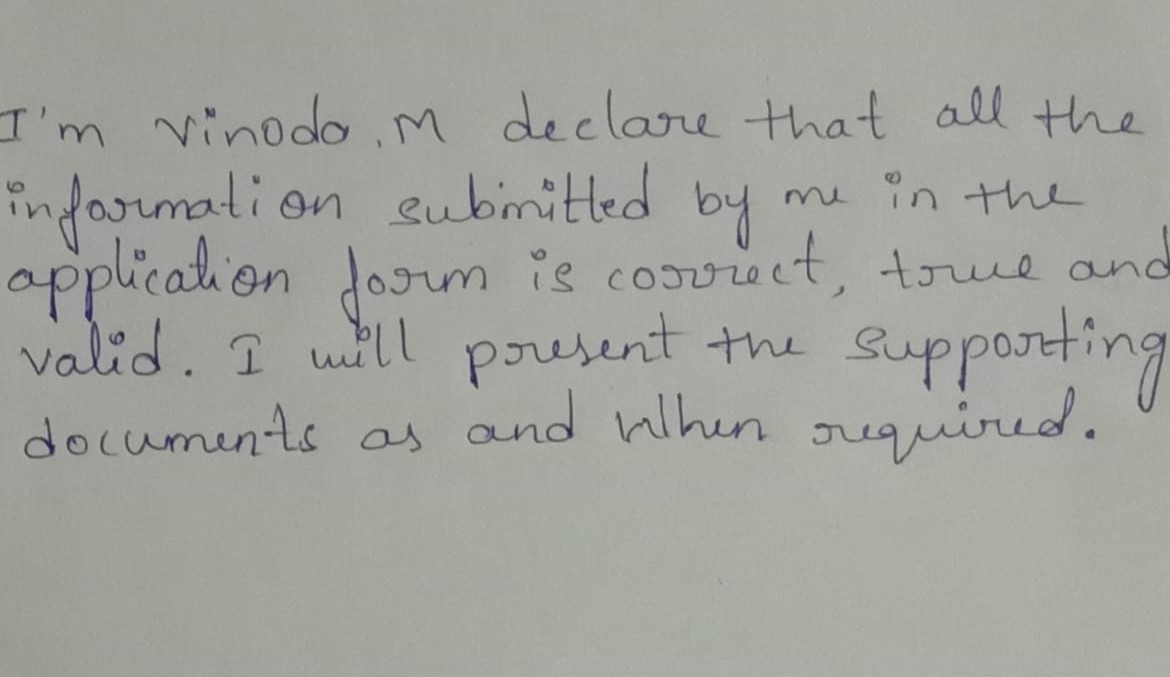 I'm vinoda.M declare that all the
information submitted by me in the
application form is correct, true and
valid. I will present the supporting
documents as and when required.